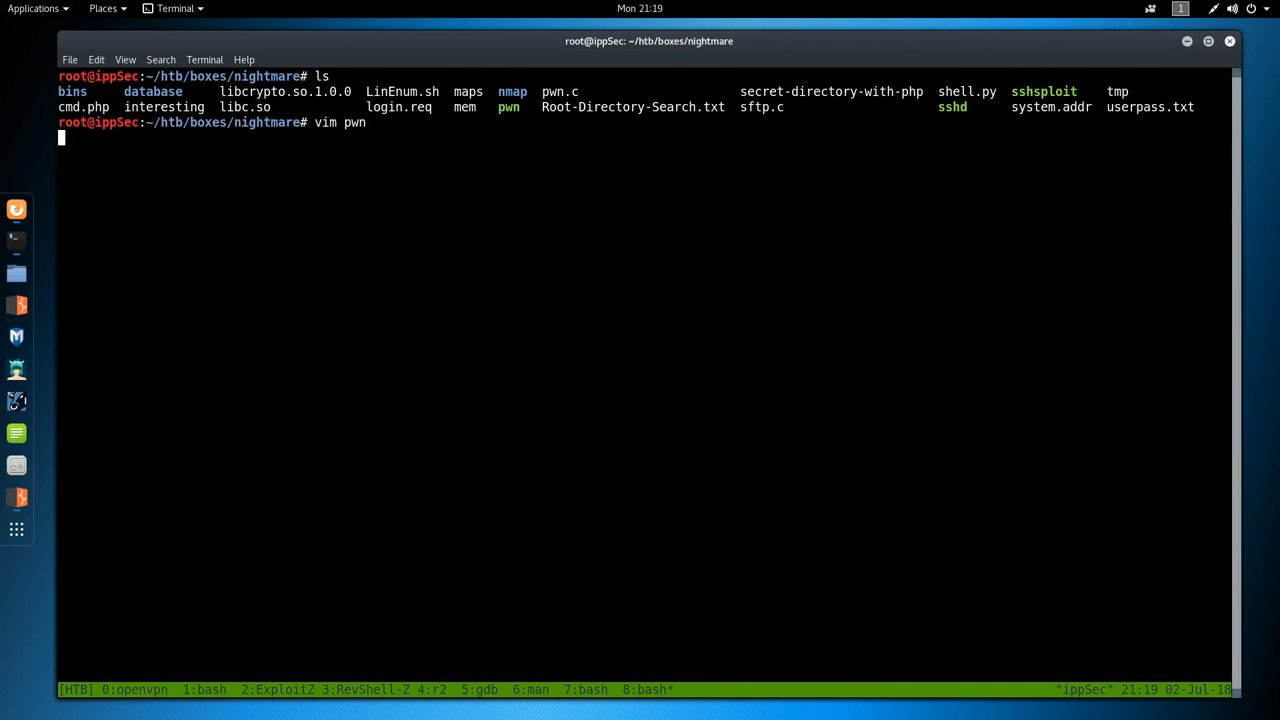 Applications Places Terminal Mon 21:19 1
root@ippSec: ~/htb/boxes/nightmare
File Edit View Search Terminal Help
root@ippSec:~/htb/boxes/nightmare# ls
bins database libcrypto.so.1.0.0 LinEnum.sh maps nmap pwn.c secret-directory-with-php shell.py sshsploit tmp
cmd.php interesting libc.so login.req mem pwn Root-Directory-Search.txt sftp.c sshd system.addr userpass.txt
root@ippSec:~/htb/boxes/nightmare# vim pwn
[HTB] 0:openvpn 1:bash 2:ExploitZ 3:RevShell-Z 4:r2 5:gdb 6:man 7:bash 8:bash* "ippSec" 21:19 02-Jul-18